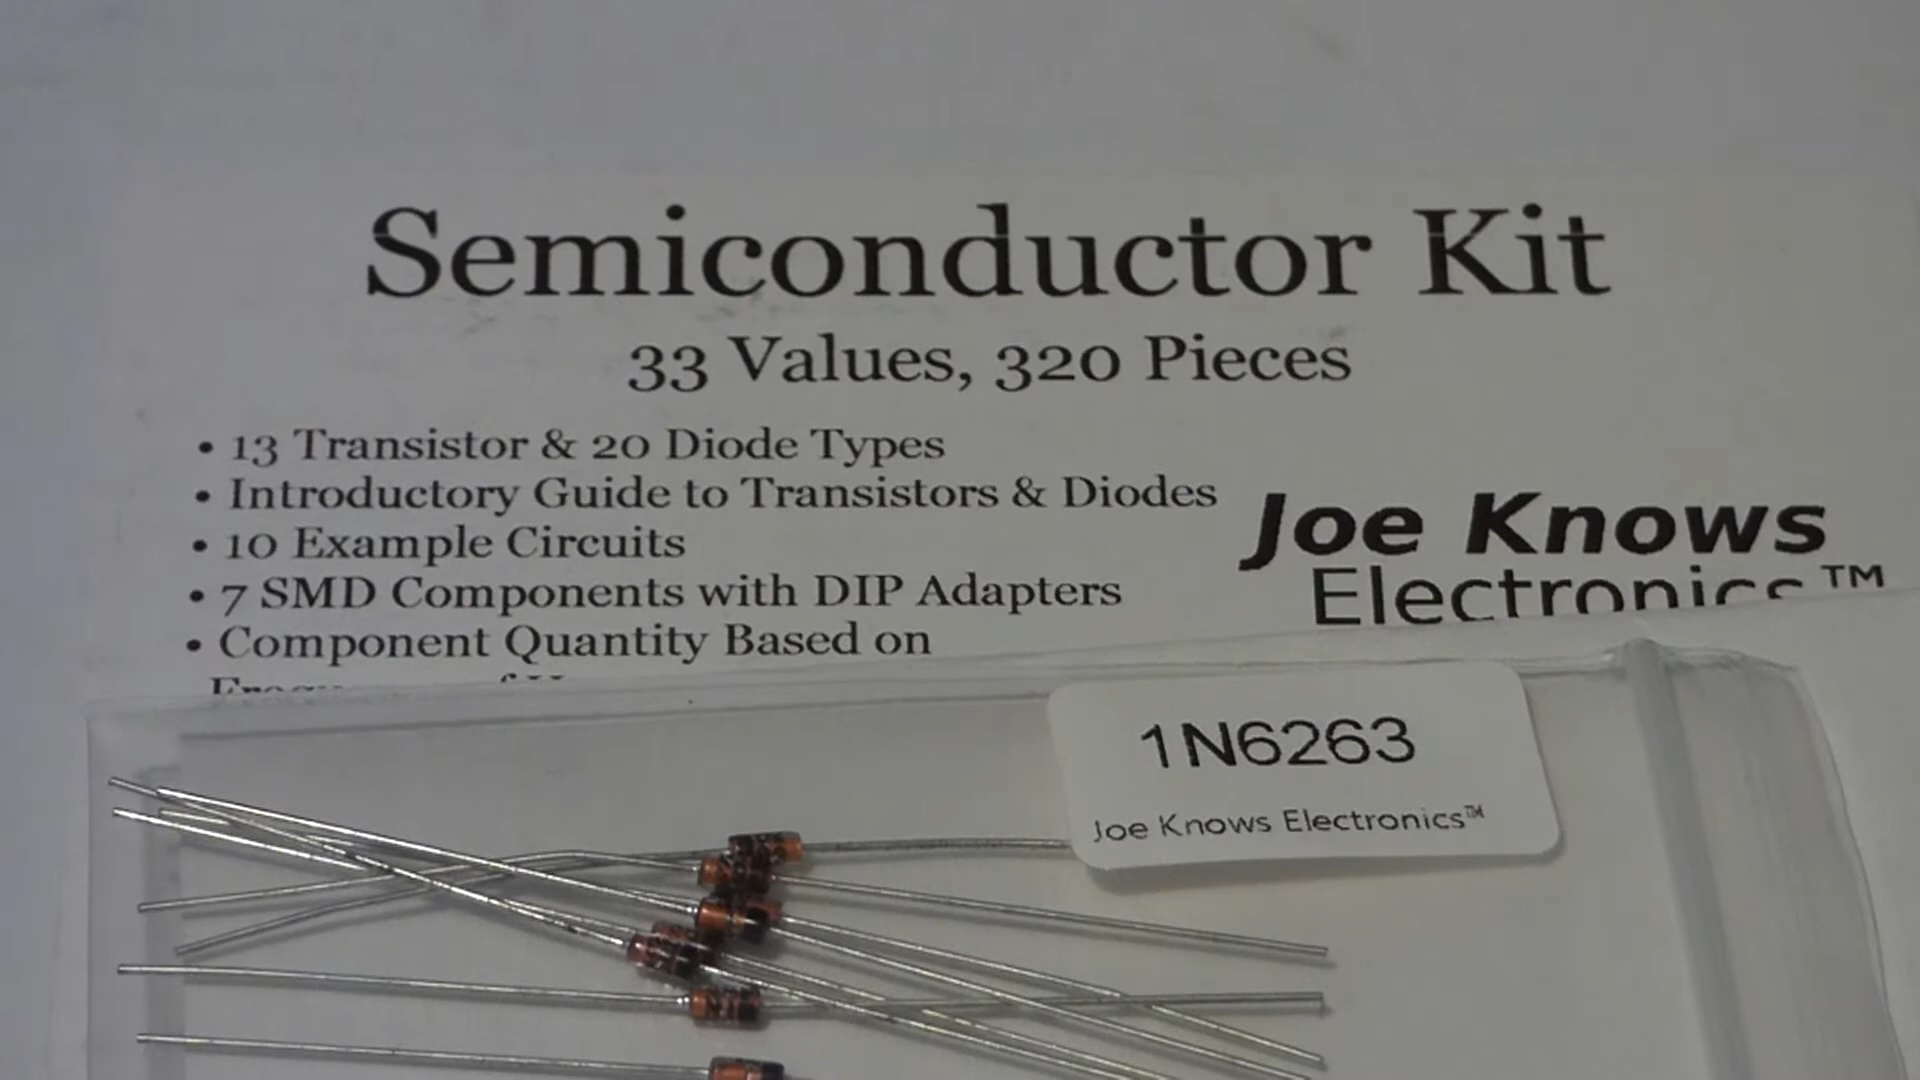 Semiconductor Kit
33 Values, 320 Pieces
• 13 Transistor & 20 Diode Types
• Introductory Guide to Transistors & Diodes
• 10 Example Circuits
• 7 SMD Components with DIP Adapters
• Component Quantity Based on
Joe Knows
Electronics™
1N6263
Joe Knows Electronics™